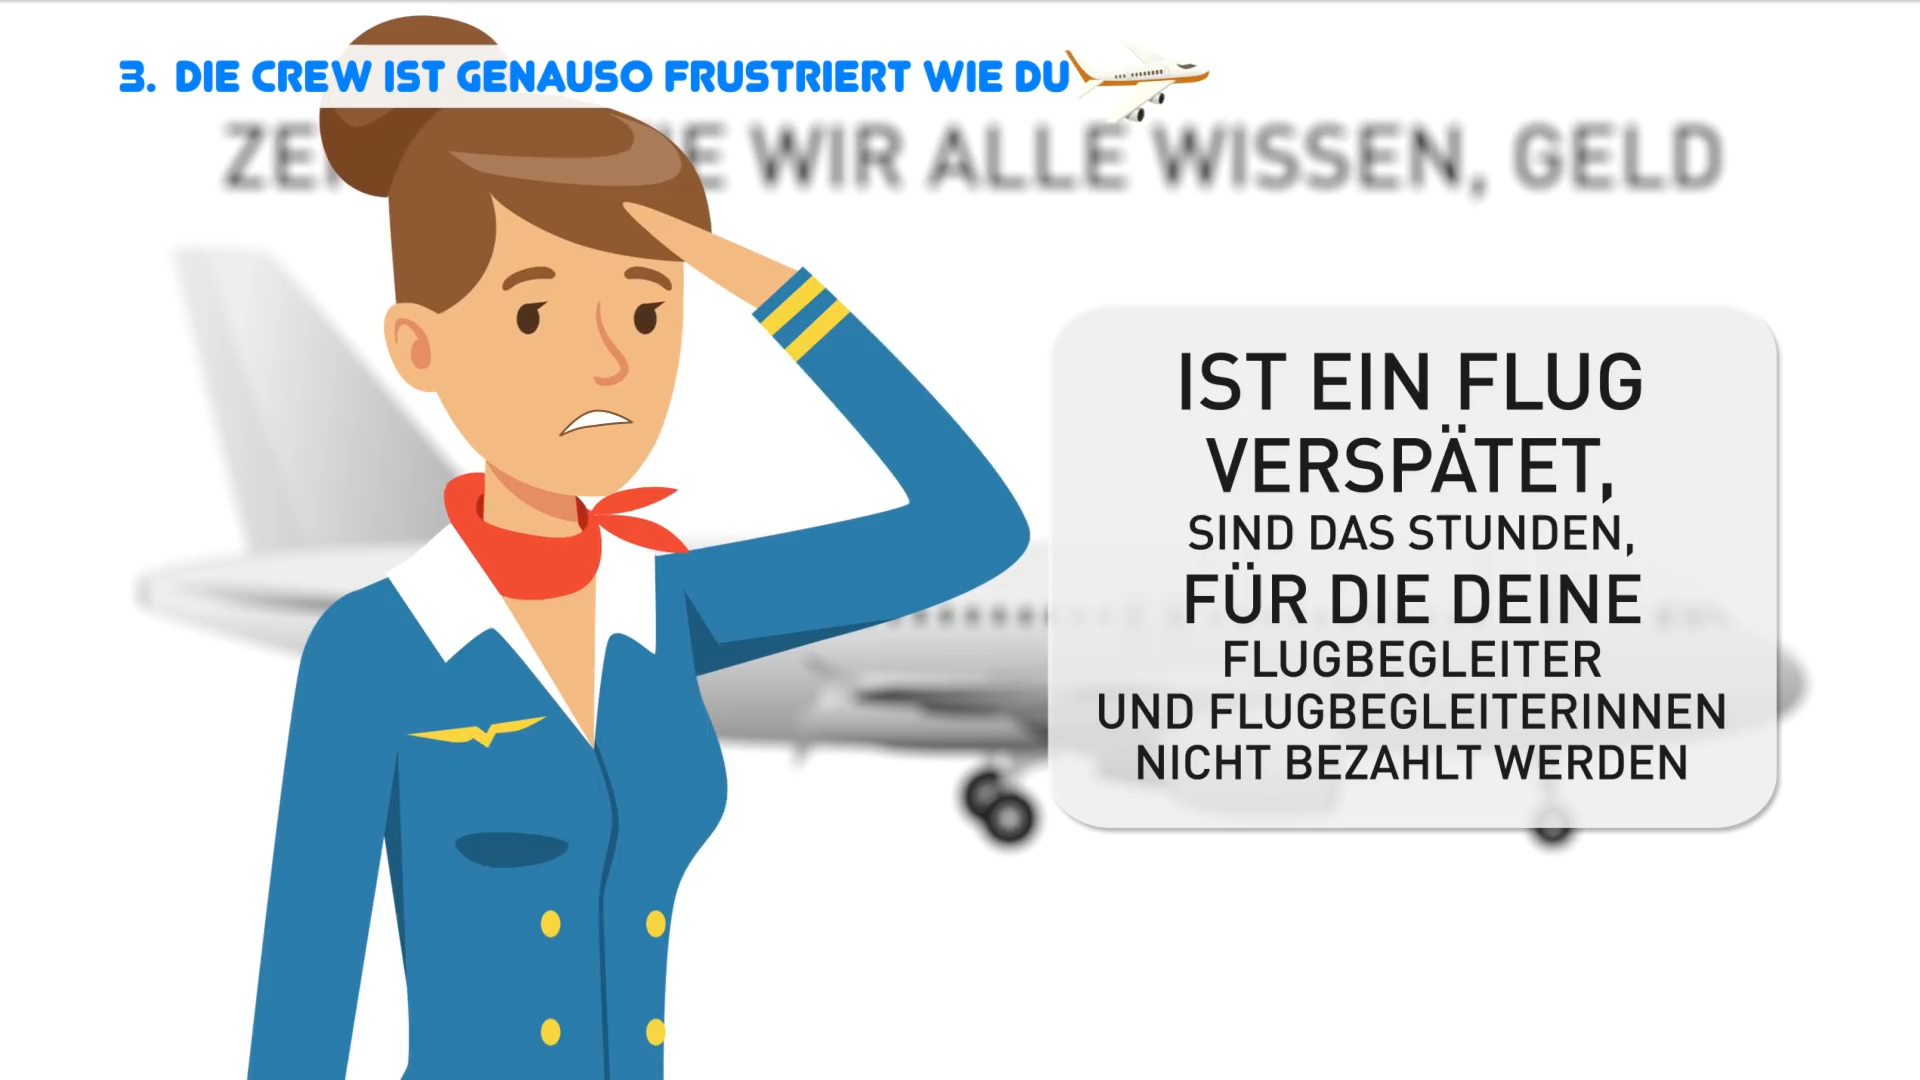 3. DIE CREW IST GENAUSO FRUSTRIERT WIE DU
WIR ALLE WISSEN, GELD
IST EIN FLUG
VERSPÄTET,
SIND DAS STUNDEN,
FÜR DIE DEINE
FLUGBEGLEITER
UND FLUGBEGLEITERINNEN
NICHT BEZAHLT WERDEN